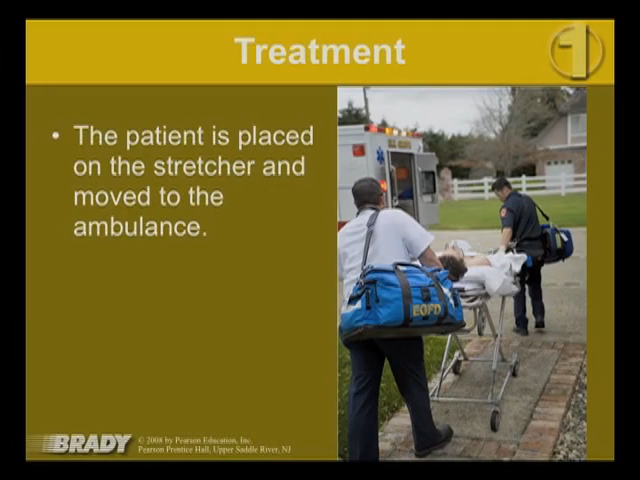 Treatment
1
• The patient is placed
on the stretcher and
moved to the
ambulance.
EGFD
BRADY
© 2008 by Pearson Education, Inc.
Pearson Prentice Hall, Upper Saddle River, NJ